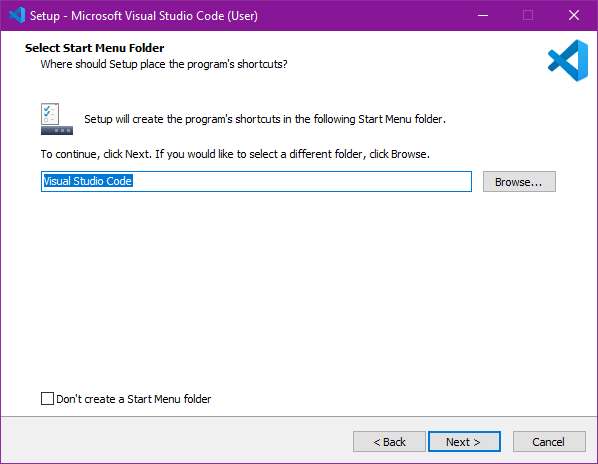 Setup - Microsoft Visual Studio Code (User)
Select Start Menu Folder
Where should Setup place the program's shortcuts?
Setup will create the program's shortcuts in the following Start Menu folder.
To continue, click Next. If you would like to select a different folder, click Browse.
Visual Studio Code
Browse...
Don't create a Start Menu folder
< Back
Next >
Cancel